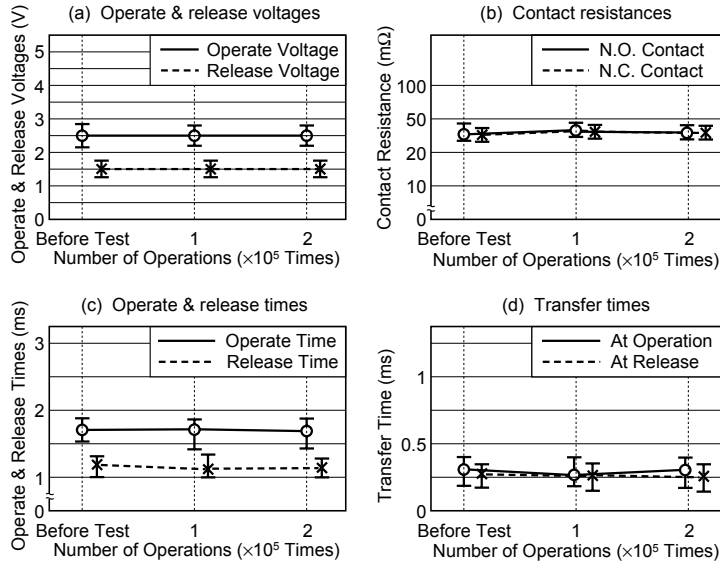 (a) Operate & release voltages
Operate & Release Voltages (V)
5
4
3
2
1
0
Operate Voltage
Release Voltage
Before Test
1
2
Number of Operations (×10⁵ Times)
(b) Contact resistances
Contact Resistance (mΩ)
100
50
20
10
0
N.O. Contact
N.C. Contact
Before Test
1
2
Number of Operations (×10⁵ Times)
(c) Operate & release times
Operate & Release Times (ms)
3
2
1
0
Operate Time
Release Time
Before Test
1
2
Number of Operations (×10⁵ Times)
(d) Transfer times
Transfer Time (ms)
1
0.5
0
At Operation
At Release
Before Test
1
2
Number of Operations (×10⁵ Times)